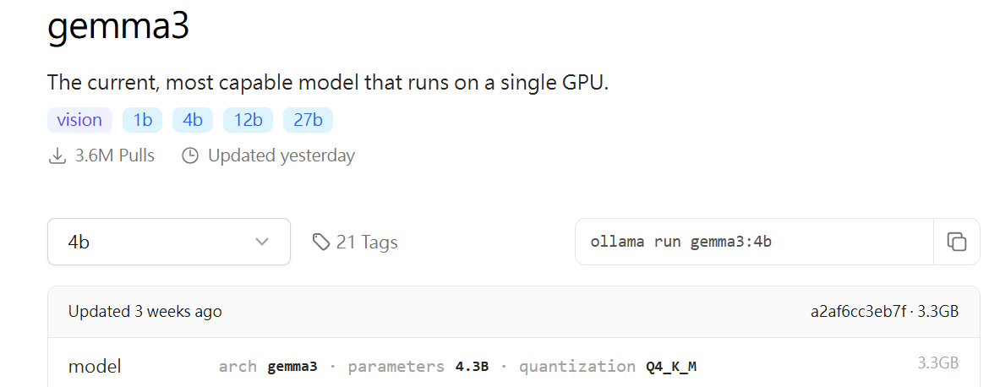 gemma3
The current, most capable model that runs on a single GPU.
vision 1b 4b 12b 27b
3.6M Pulls Updated yesterday
4b 21 Tags ollama run gemma3:4b
Updated 3 weeks ago a2af6cc3eb7f · 3.3GB
model arch gemma3 · parameters 4.3B · quantization Q4_K_M 3.3GB